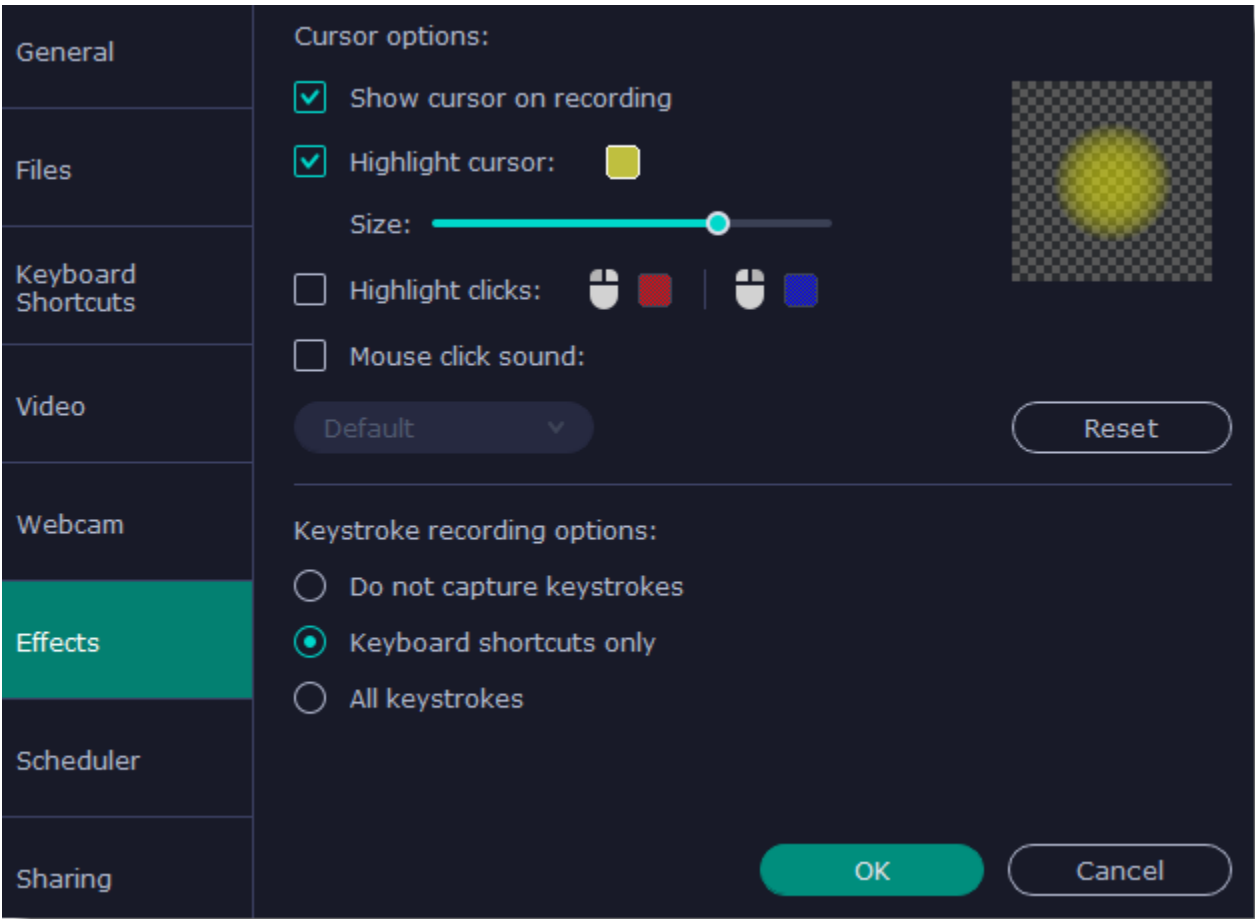 General
Files
Keyboard
Shortcuts
Video
Webcam
Effects
Scheduler
Sharing
Cursor options:
Show cursor on recording
Highlight cursor:
Size:
Highlight clicks:
Mouse click sound:
Default
Reset
Keystroke recording options:
Do not capture keystrokes
Keyboard shortcuts only
All keystrokes
OK
Cancel